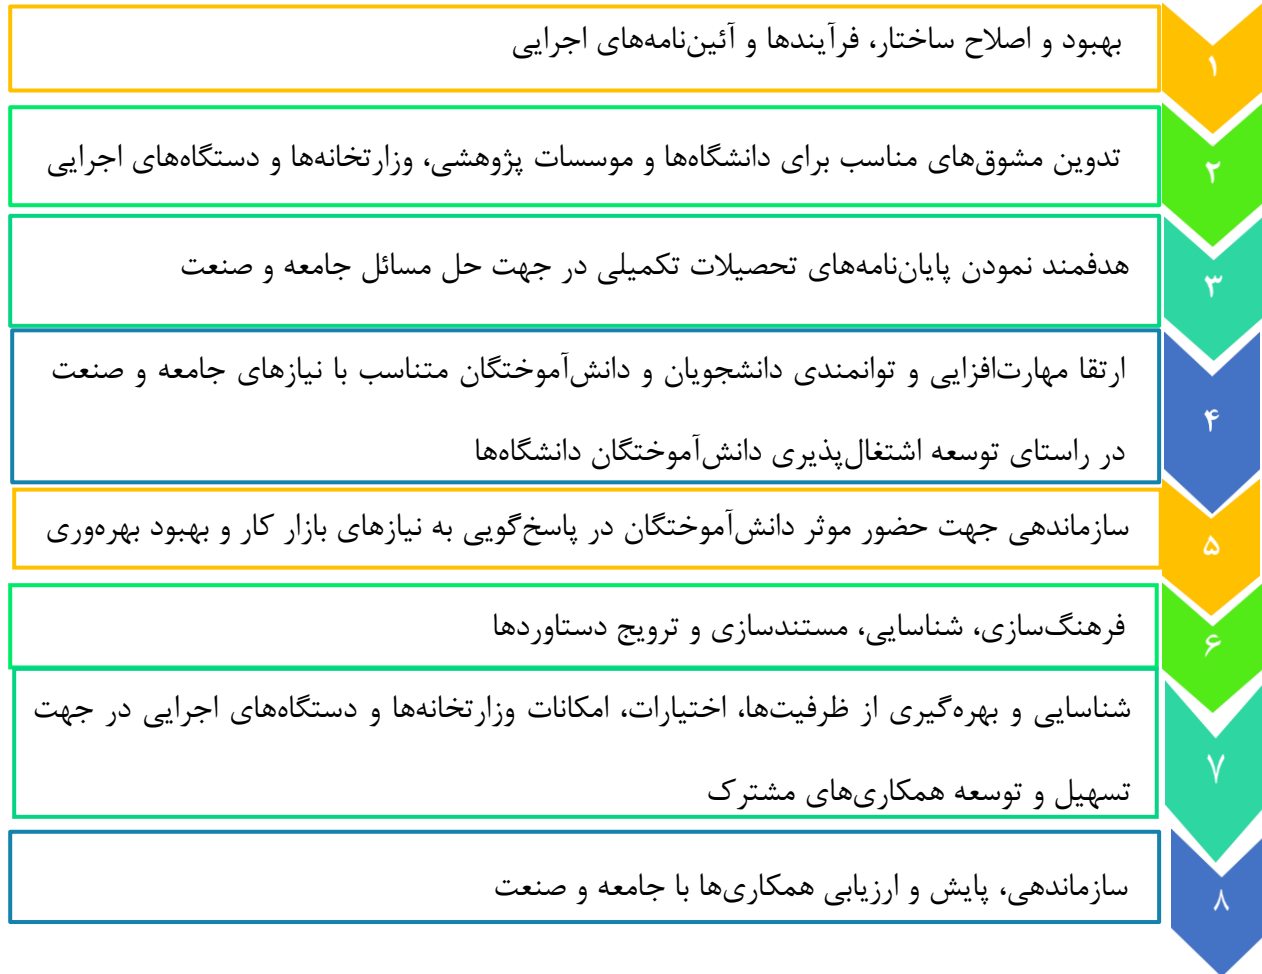 بهبود و اصلاح ساختار، فرآیندها و آئین‌نامه‌های اجرایی
۱
تدوین مشوق‌های مناسب برای دانشگاه‌ها و موسسات پژوهشی، وزارتخانه‌ها و دستگاه‌های اجرایی
۲
هدفمند نمودن پایان‌نامه‌های تحصیلات تکمیلی در جهت حل مسائل جامعه و صنعت
۳
ارتقا مهارت‌افزایی و توانمندی دانشجویان و دانش‌آموختگان متناسب با نیازهای جامعه و صنعت
در راستای توسعه اشتغال‌پذیری دانش‌آموختگان دانشگاه‌ها
۴
سازماندهی جهت حضور موثر دانش‌آموختگان در پاسخ‌گویی به نیازهای بازار کار و بهبود بهره‌وری
۵
فرهنگ‌سازی، شناسایی، مستندسازی و ترویج دستاوردها
۶
شناسایی و بهره‌گیری از ظرفیت‌ها، اختیارات، امکانات وزارتخانه‌ها و دستگاه‌های اجرایی در جهت
تسهیل و توسعه همکاری‌های مشترک
۷
سازماندهی، پایش و ارزیابی همکاری‌ها با جامعه و صنعت
۸